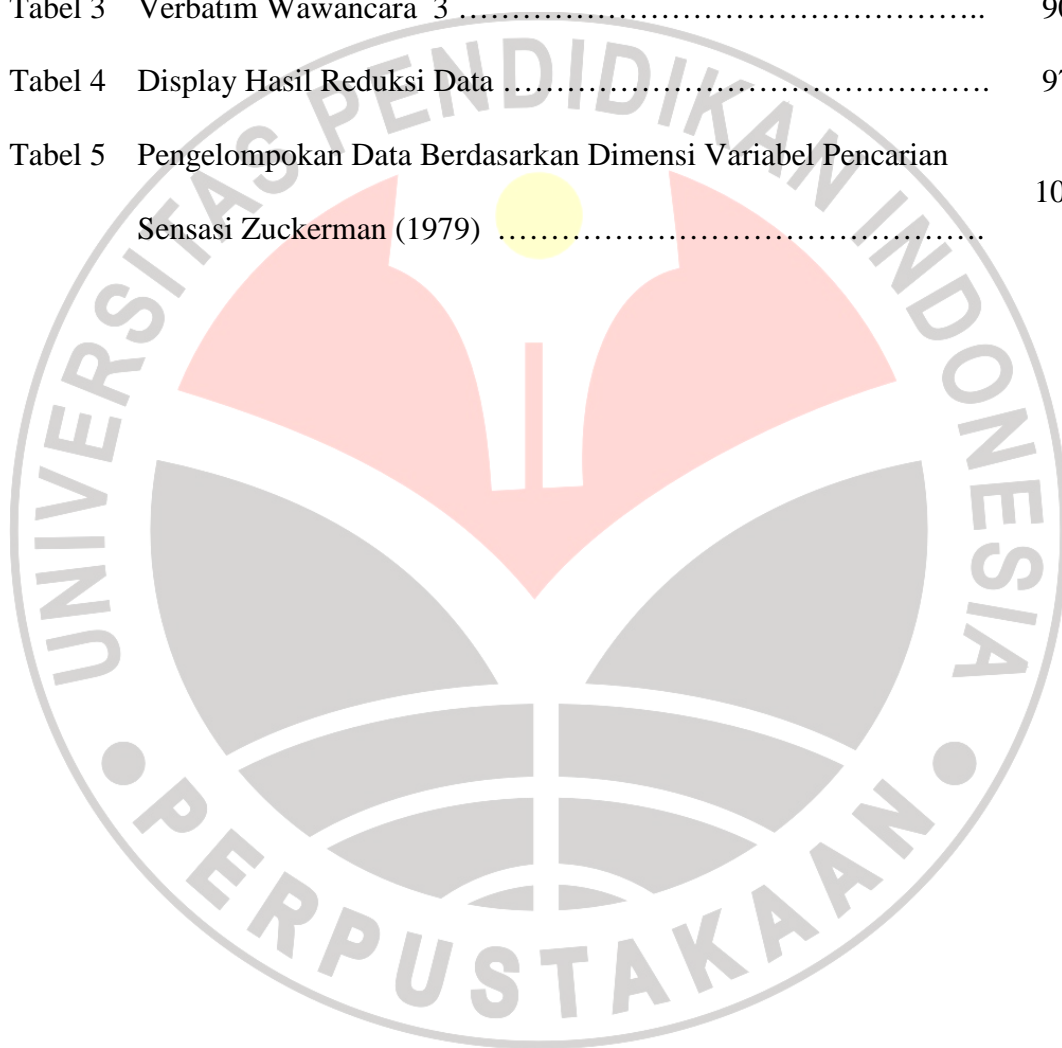 Tabel 3 Verbatim Wawancara 3 ……………………………………………..
Tabel 4 Display Hasil Reduksi Data …………………………………………. 97
Tabel 5 Pengelompokan Data Berdasarkan Dimensi Variabel Pencarian
Sensasi Zuckerman (1979) ………………………………………….
UNIVERSITAS PENDIDIKAN INDONESIA
PERPUSTAKAAN